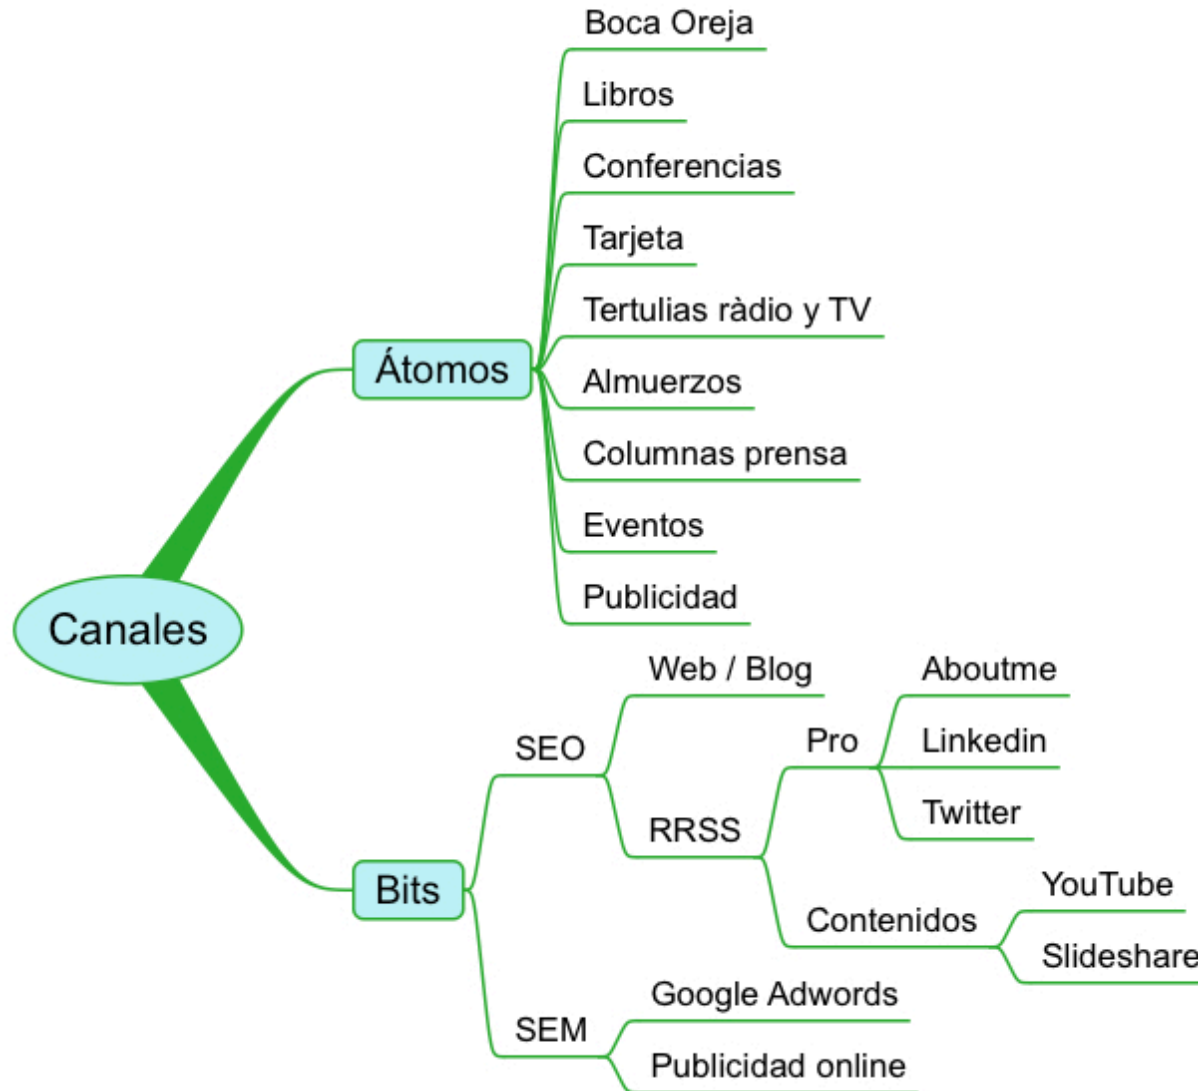 Boca Oreja
Libros
Conferencias
Tarjeta
Tertulias ràdio y TV
Átomos
Almuerzos
Columnas prensa
Eventos
Publicidad
Canales
Web / Blog
Aboutme
SEO
Pro
Linkedin
Twitter
RRSS
YouTube
Bits
Contenidos
Slideshare
Google Adwords
SEM
Publicidad online